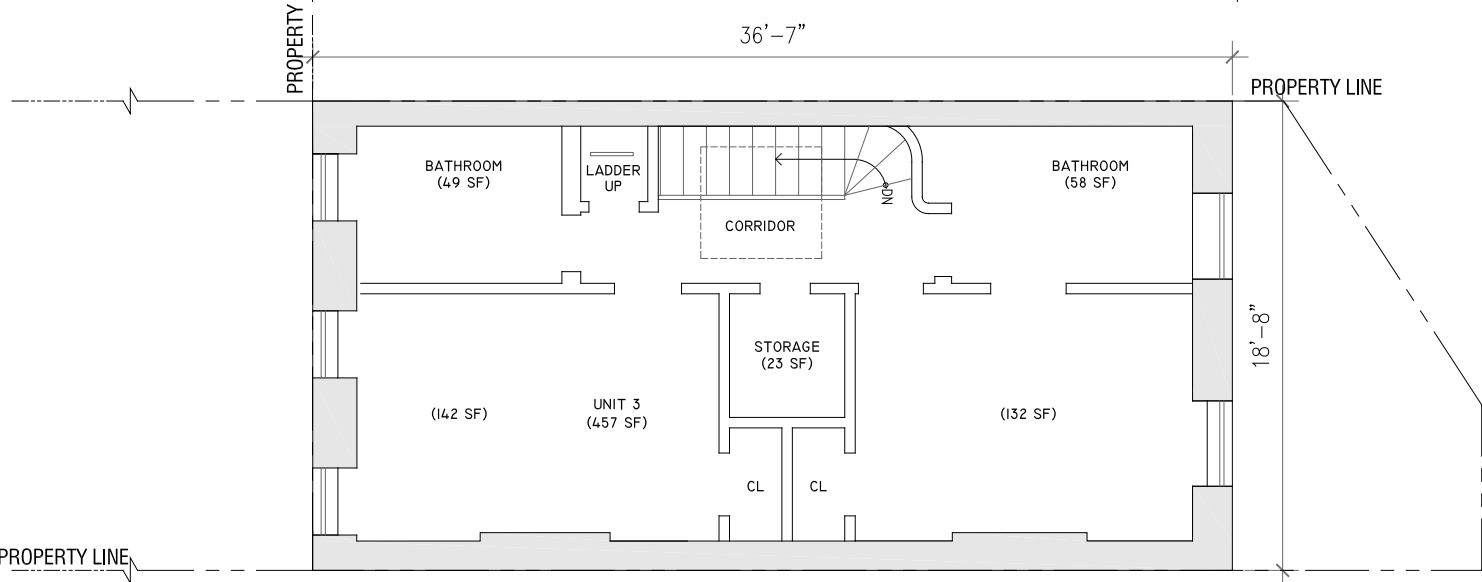 PROPERTY
36'-7"
PROPERTY LINE
BATHROOM
(49 SF)
LADDER
UP
DN
BATHROOM
(58 SF)
CORRIDOR
18'-8"
STORAGE
(23 SF)
(142 SF)
UNIT 3
(457 SF)
(132 SF)
CL
CL
PROPERTY LINE